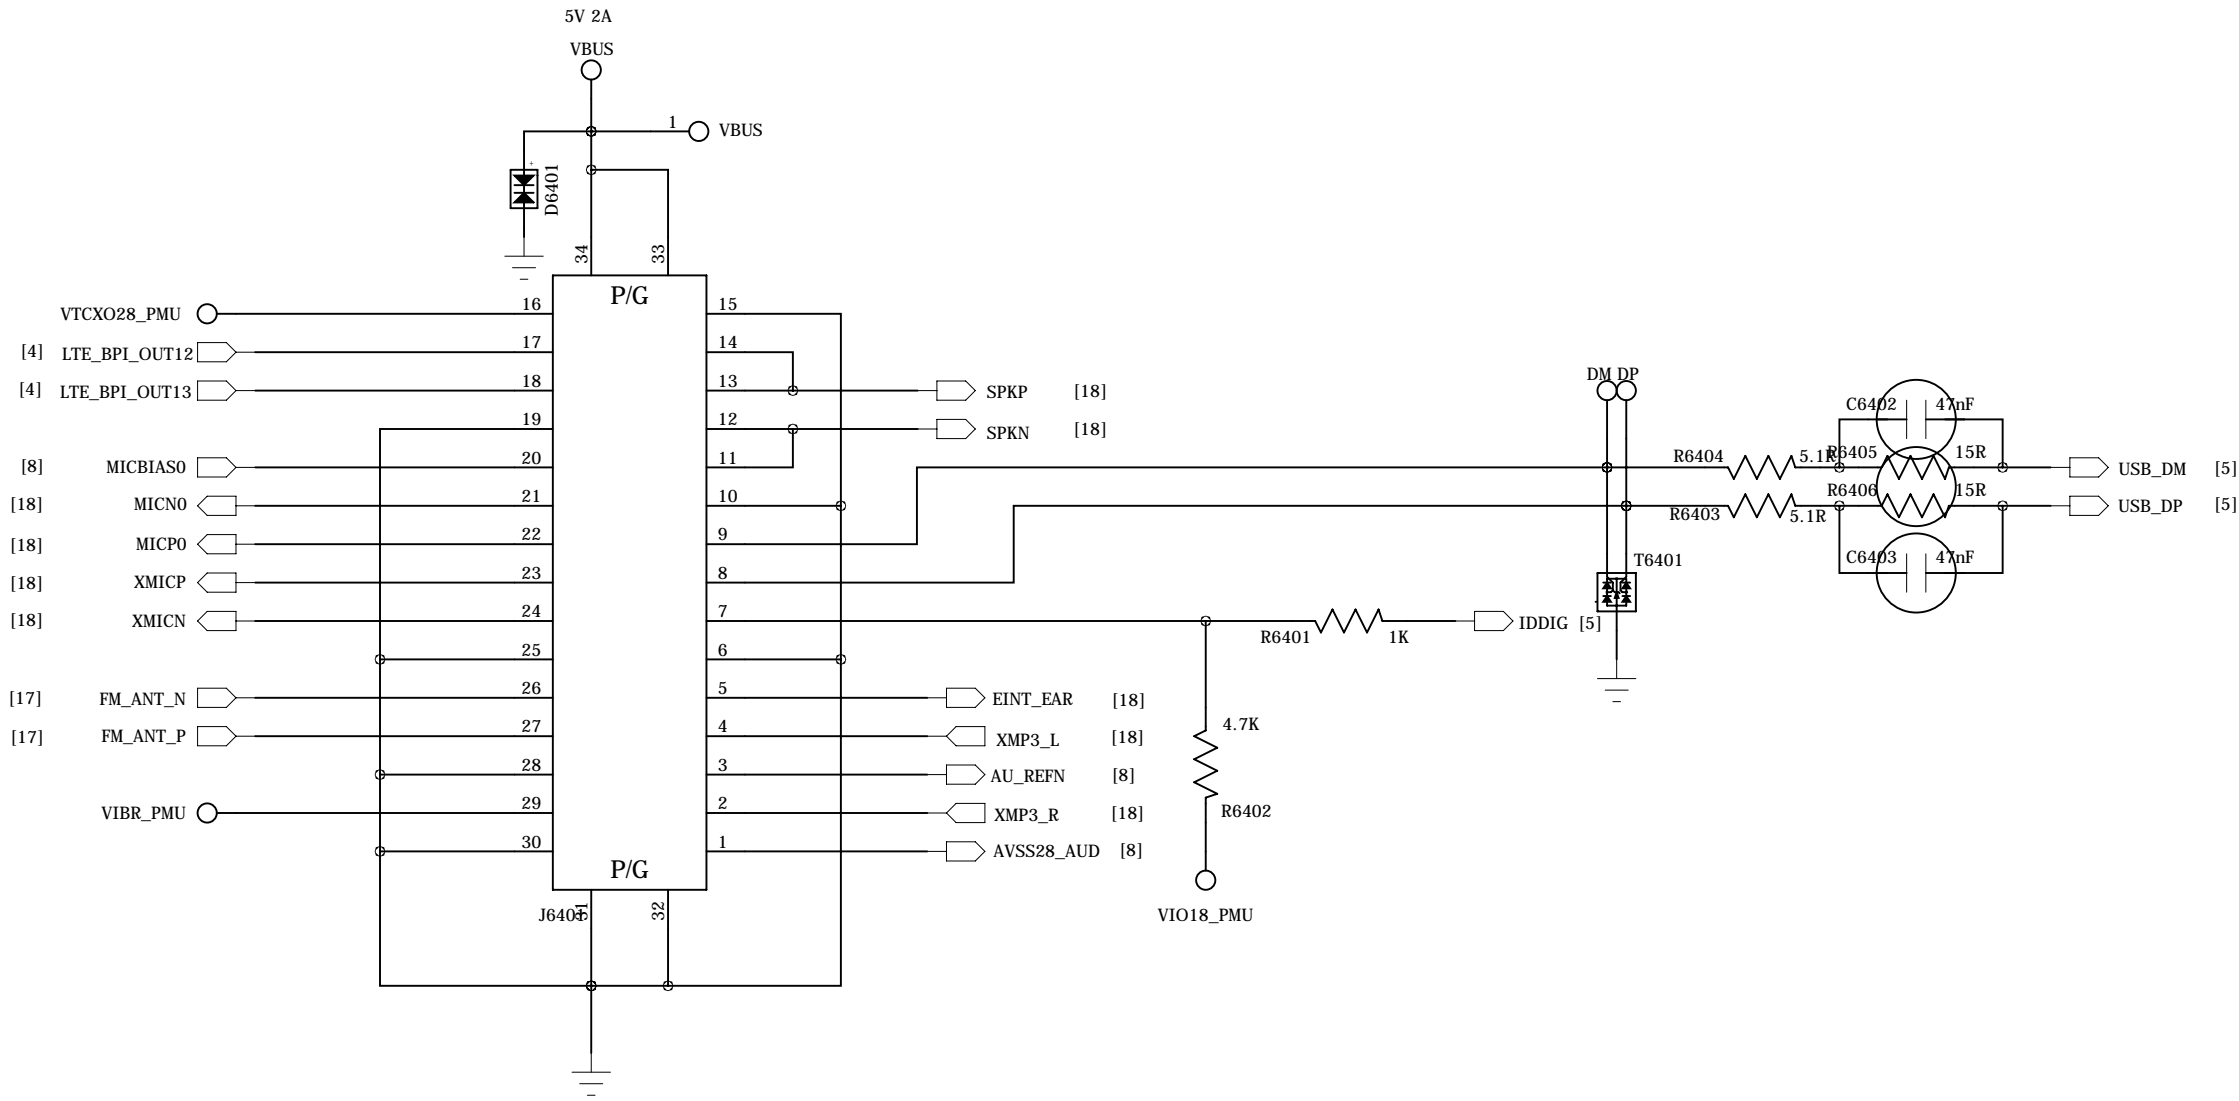 5V 2A
VBUS
1 VBUS
D6401
34 33
P/G
VTCXO28_PMU 16 15
[4] LTE_BPI_OUT12 17 14
[4] LTE_BPI_OUT13 18 13 SPKP [18]
19 12 SPKN [18]
[8] MICBIAS0 20 11
[18] MICN0 21 10
[18] MICP0 22 9
[18] XMICP 23 8
[18] XMICN 24 7
25 6
[17] FM_ANT_N 26 5 EINT_EAR [18]
[17] FM_ANT_P 27 4 XMP3_L [18]
28 3 AU_REFN [8]
VIBR_PMU 29 2 XMP3_R [18]
30 1 AVSS28_AUD [8]
P/G
J6401 31 32
R6401 1K IDDIG [5]
4.7K
R6402
VIO18_PMU
DM DP
T6401
C6402 47nF
R6404 5.1R R6405 15R USB_DM [5]
R6403 5.1R R6406 15R USB_DP [5]
C6403 47nF